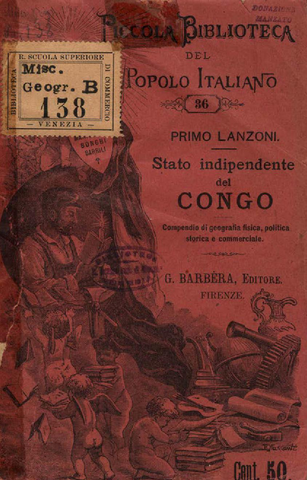 PICCOLA BIBLIOTECA
DEL
POPOLO ITALIANO
36
PRIMO LANZONI.
Stato indipendente
del
CONGO
Compendio di geografia fisica, politica
storica e commerciale.
G. BARBÈRA, EDITORE
FIRENZE.
Cent. 50.
R. SCUOLA SUPERIORE
DI COMMERCIO
Misc.
Geogr. B
138
VENEZIA
DONAZIONE